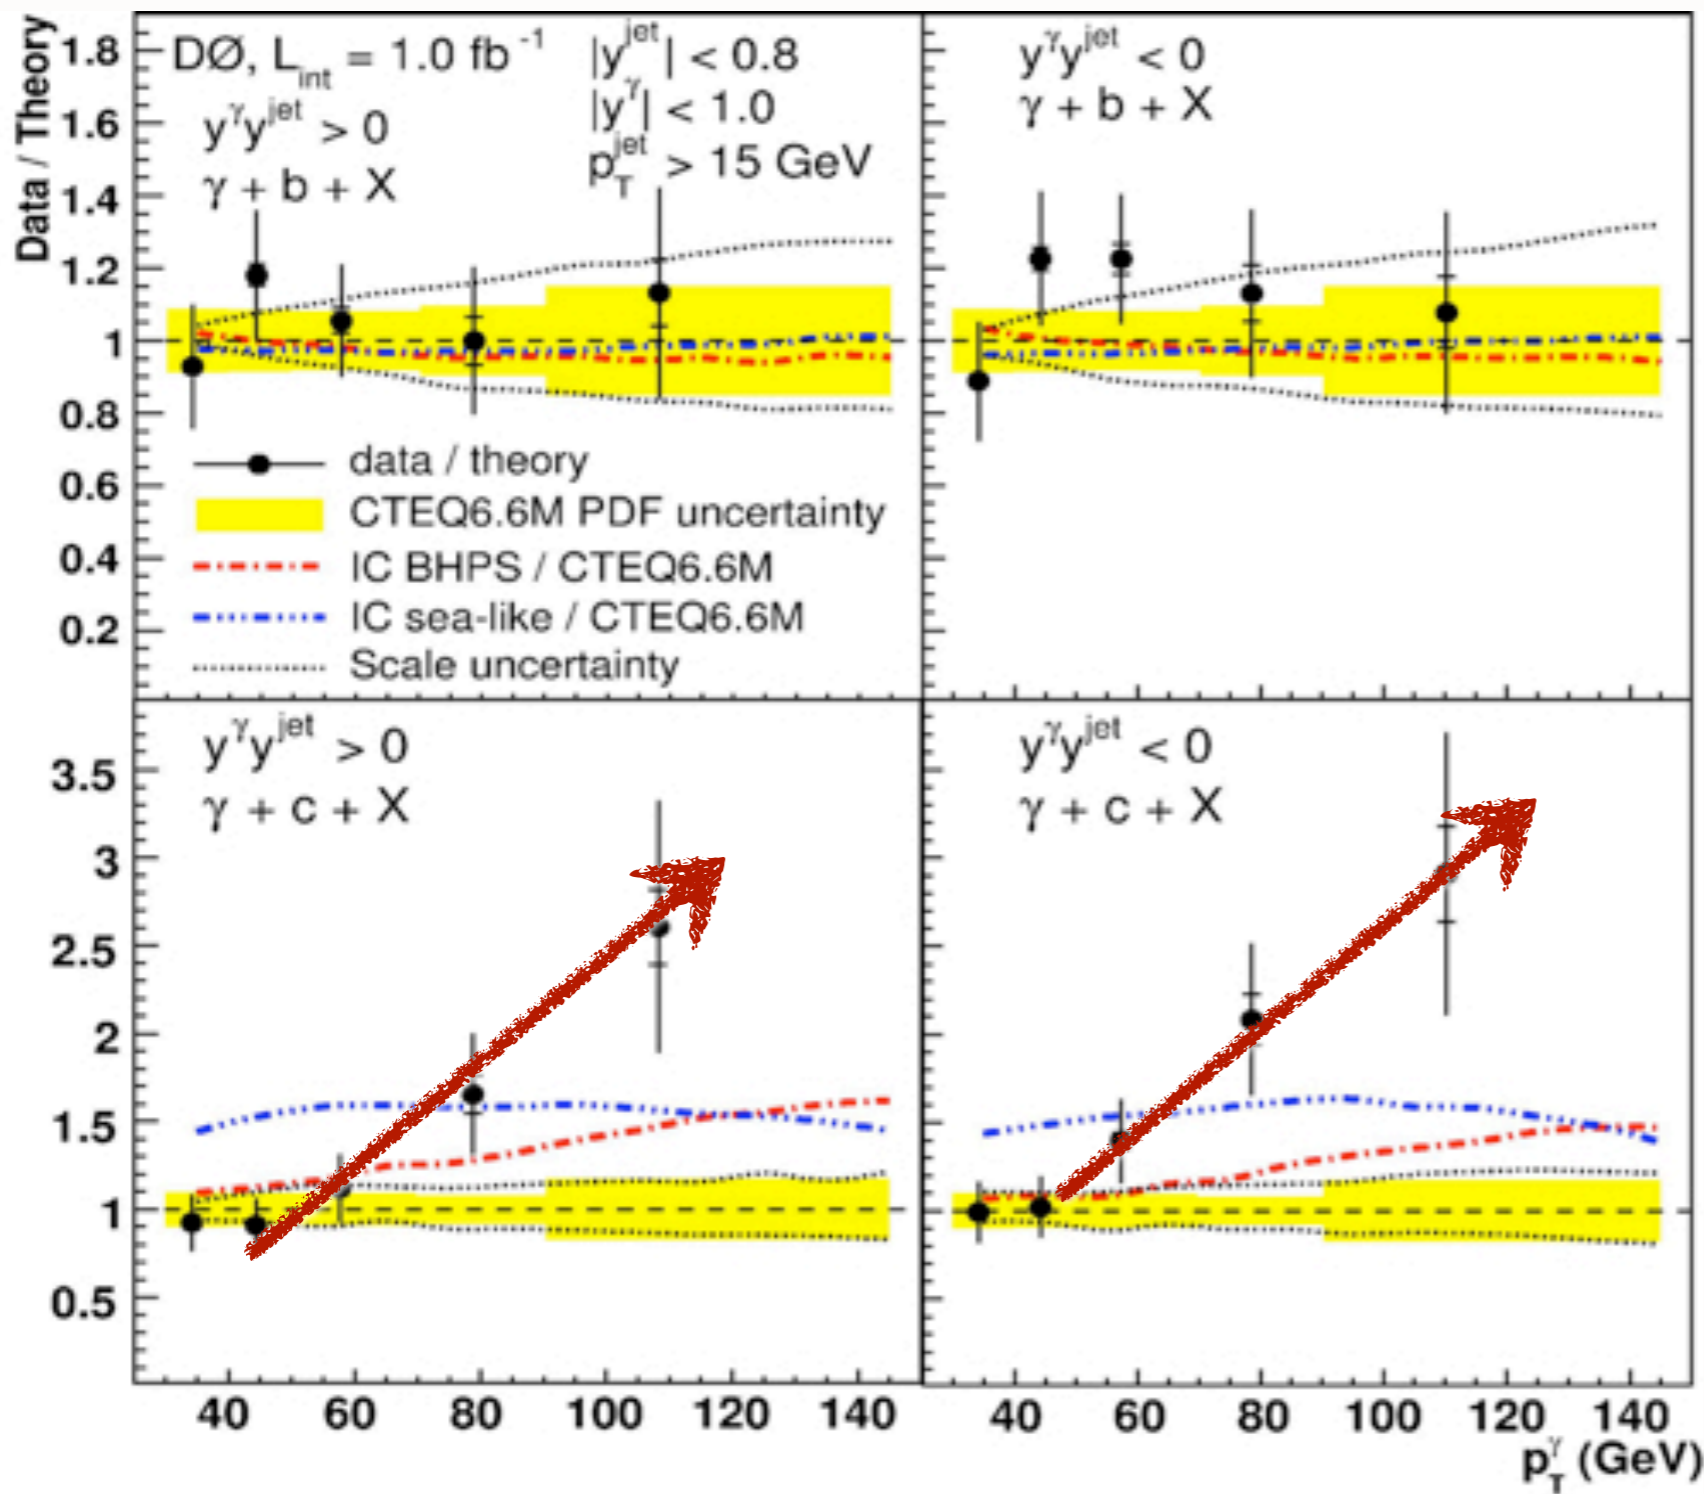 Data / Theory
1.8
1.6
1.4
1.2
1
0.8
0.6
0.4
0.2
DØ, L_int = 1.0 fb⁻¹
y^γ y^jet > 0
γ + b + X
|y^jet| < 0.8
|y^γ| < 1.0
p_T^jet > 15 GeV
data / theory
CTEQ6.6M PDF uncertainty
IC BHPS / CTEQ6.6M
IC sea-like / CTEQ6.6M
Scale uncertainty
y^γ y^jet < 0
γ + b + X
3.5
3
2.5
2
1.5
1
0.5
y^γ y^jet > 0
γ + c + X
y^γ y^jet < 0
γ + c + X
40 60 80 100 120 140
40 60 80 100 120 140
p_T^γ (GeV)